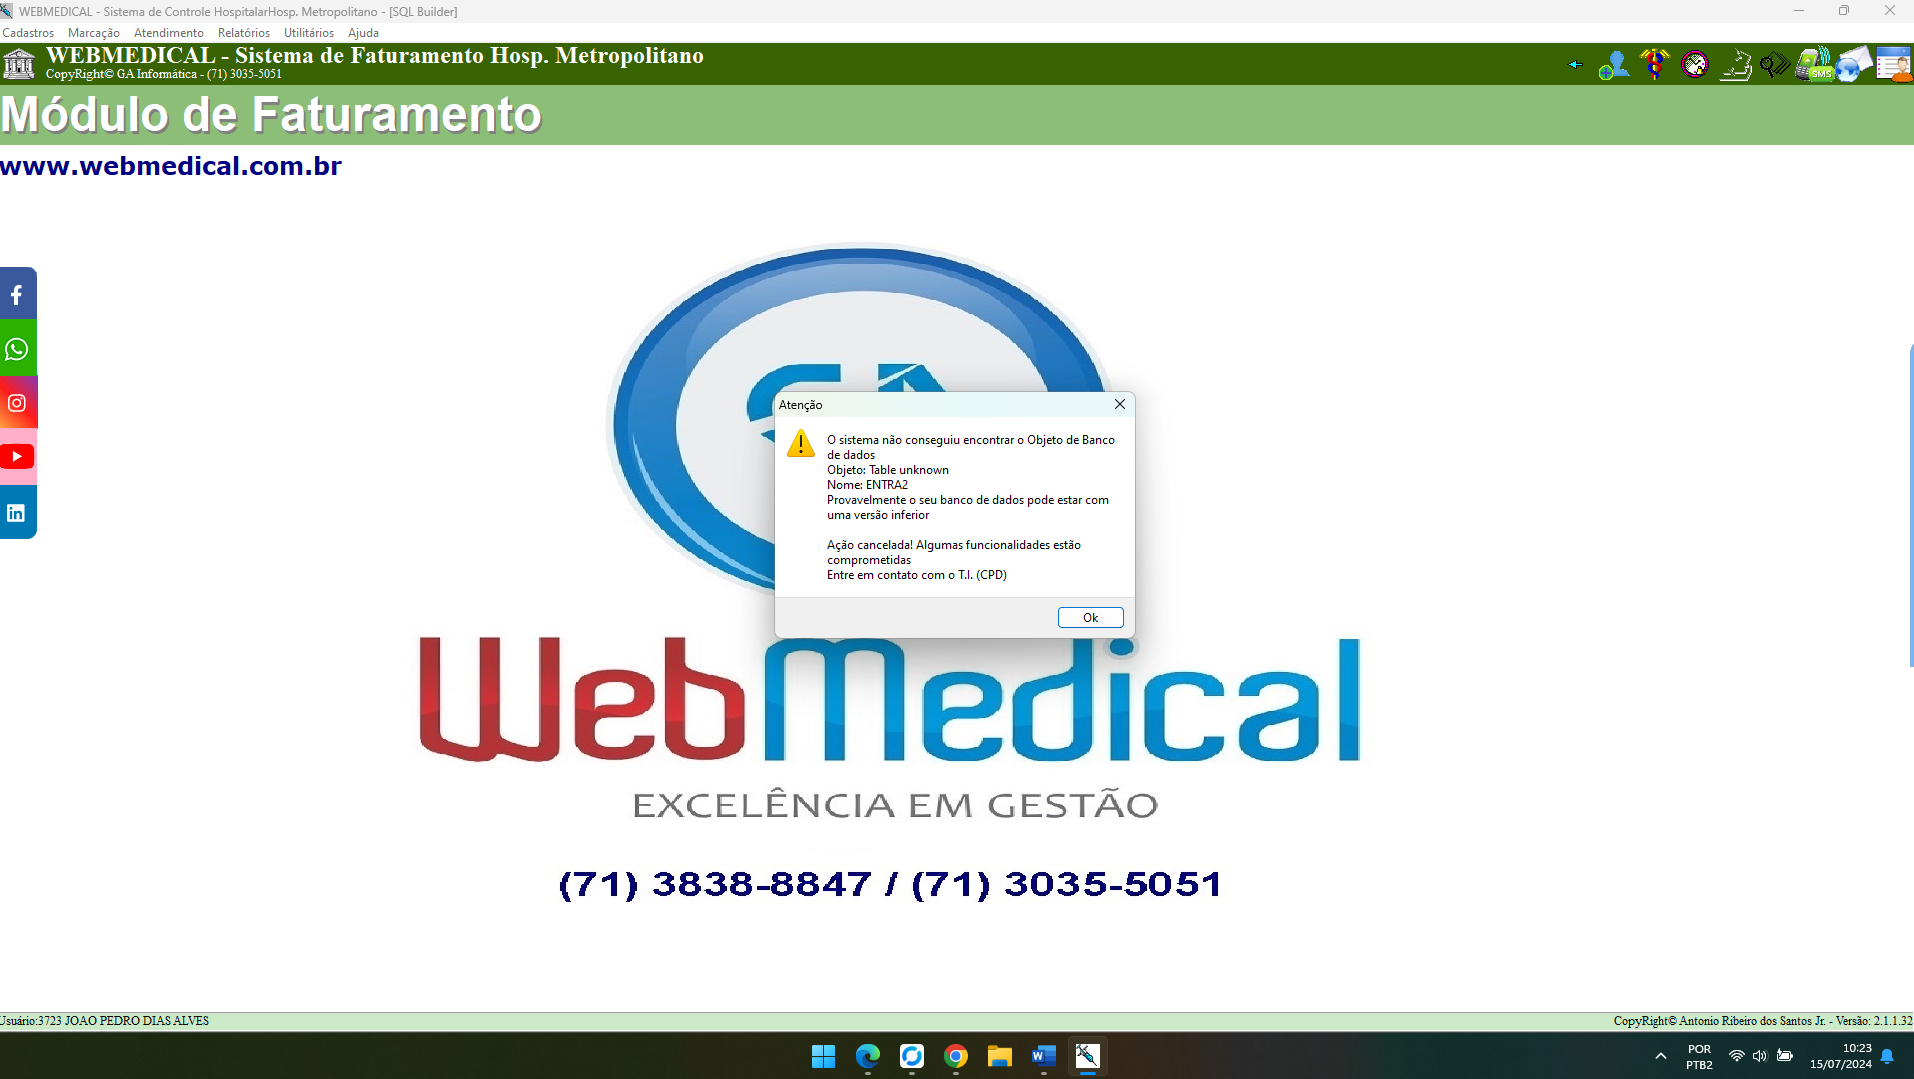 WEBMEDICAL - Sistema de Controle HospitalarHosp. Metropolitano - [SQL Builder]
Cadastros Marcação Atendimento Relatórios Utilitários Ajuda
WEBMEDICAL - Sistema de Faturamento Hosp. Metropolitano
CopyRight© GA Informática - (71) 3035-5051
SMS
Módulo de Faturamento
www.webmedical.com.br
Atenção
O sistema não conseguiu encontrar o Objeto de Banco
de dados
Objeto: Table unknown
Nome: ENTRA2
Provavelmente o seu banco de dados pode estar com
uma versão inferior
Ação cancelada! Algumas funcionalidades estão
comprometidas
Entre em contato com o T.I. (CPD)
Ok
WebMedical
EXCELÊNCIA EM GESTÃO
(71) 3838-8847 / (71) 3035-5051
Usuário:3723 JOAO PEDRO DIAS ALVES
CopyRight© Antonio Ribeiro dos Santos Jr. - Versão: 2.1.1.32
POR
PTB2
10:23
15/07/2024